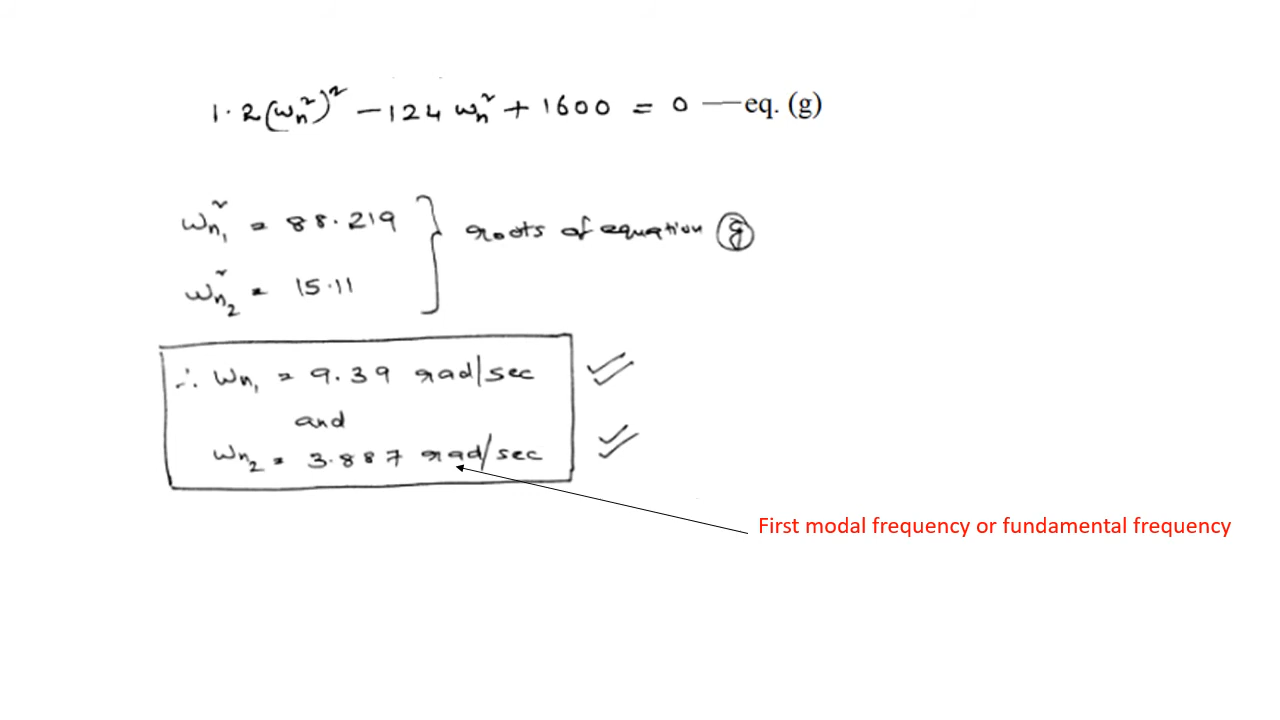 1.2(ωn²)² − 124 ωn² + 1600 = 0 — eq. (g)
ωn₁² = 88.219
roots of equation (g)
ωn₂² = 15.11
∴ ωn₁ = 9.39 rad/sec
and
ωn₂ = 3.887 rad/sec
First modal frequency or fundamental frequency